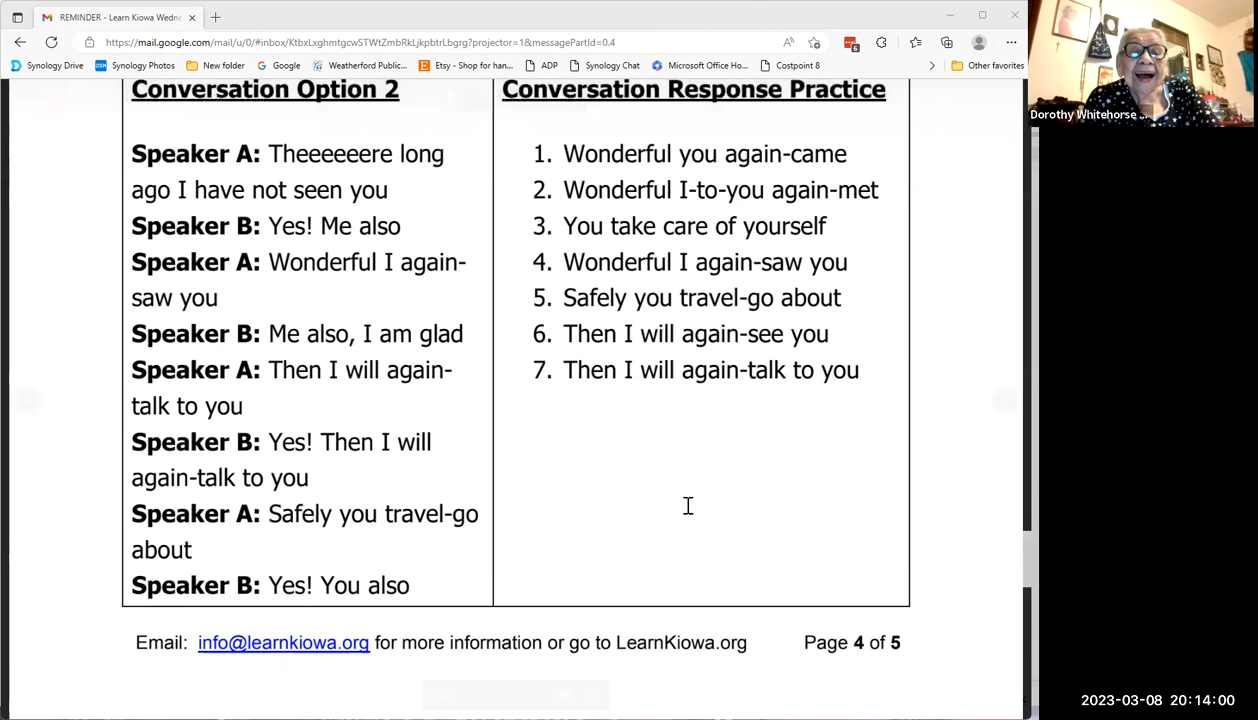 REMINDER - Learn Kiowa Wedn
https://mail.google.com/mail/u/0/#inbox/KtbxLxghmtgcwSTWtZmbRkLjkpbtrLbgrg?projector=1&messagePartId=0.4
6
Synology Drive
Synology Photos
New folder
Google
Weatherford Public...
Etsy - Shop for han...
ADP
Synology Chat
Microsoft Office Ho...
Costpoint 8
Other favorites
Dorothy Whitehorse ...
Conversation Option 2
Speaker A: Theeeeeere long
ago I have not seen you
Speaker B: Yes! Me also
Speaker A: Wonderful I again-
saw you
Speaker B: Me also, I am glad
Speaker A: Then I will again-
talk to you
Speaker B: Yes! Then I will
again-talk to you
Speaker A: Safely you travel-go
about
Speaker B: Yes! You also
Conversation Response Practice
1. Wonderful you again-came
2. Wonderful I-to-you again-met
3. You take care of yourself
4. Wonderful I again-saw you
5. Safely you travel-go about
6. Then I will again-see you
7. Then I will again-talk to you
Email: info@learnkiowa.org for more information or go to LearnKiowa.org Page 4 of 5
2023-03-08 20:14:00